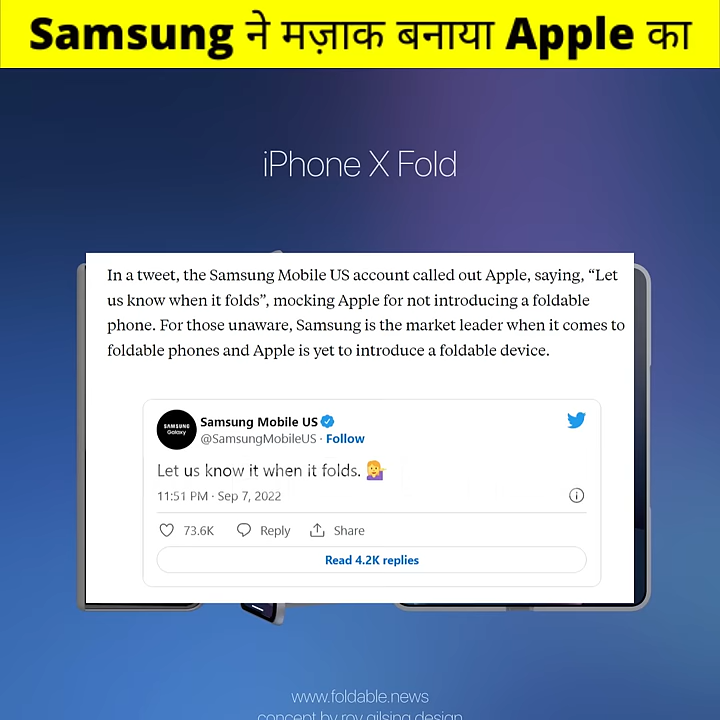 Samsung ने मज़ाक बनाया Apple का
iPhone X Fold
In a tweet, the Samsung Mobile US account called out Apple, saying, “Let
us know when it folds”, mocking Apple for not introducing a foldable
phone. For those unaware, Samsung is the market leader when it comes to
foldable phones and Apple is yet to introduce a foldable device.
SAMSUNG
Galaxy
Samsung Mobile US
@SamsungMobileUS · Follow
Let us know it when it folds. 💁‍♀️
11:51 PM · Sep 7, 2022
73.6K Reply Share
Read 4.2K replies
www.foldable.news
concept by roy gilsing design